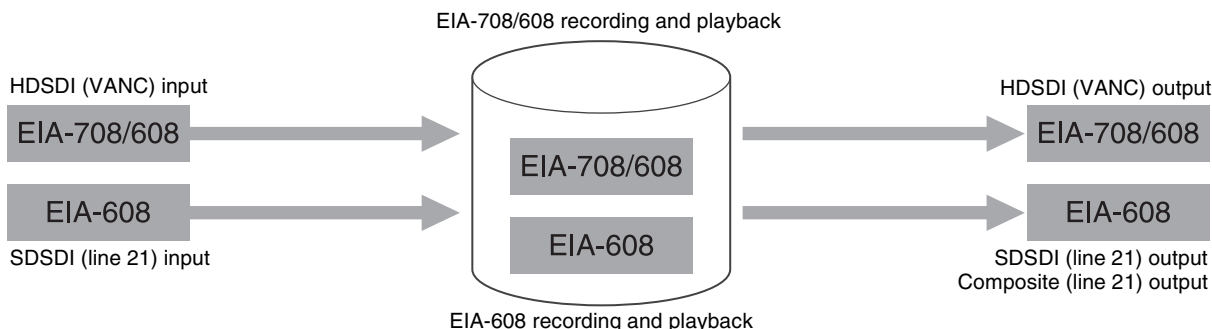 EIA-708/608 recording and playback
HDSDI (VANC) input
EIA-708/608
EIA-608
SDSDI (line 21) input
EIA-708/608
EIA-608
HDSDI (VANC) output
EIA-708/608
EIA-608
SDSDI (line 21) output
Composite (line 21) output
EIA-608 recording and playback